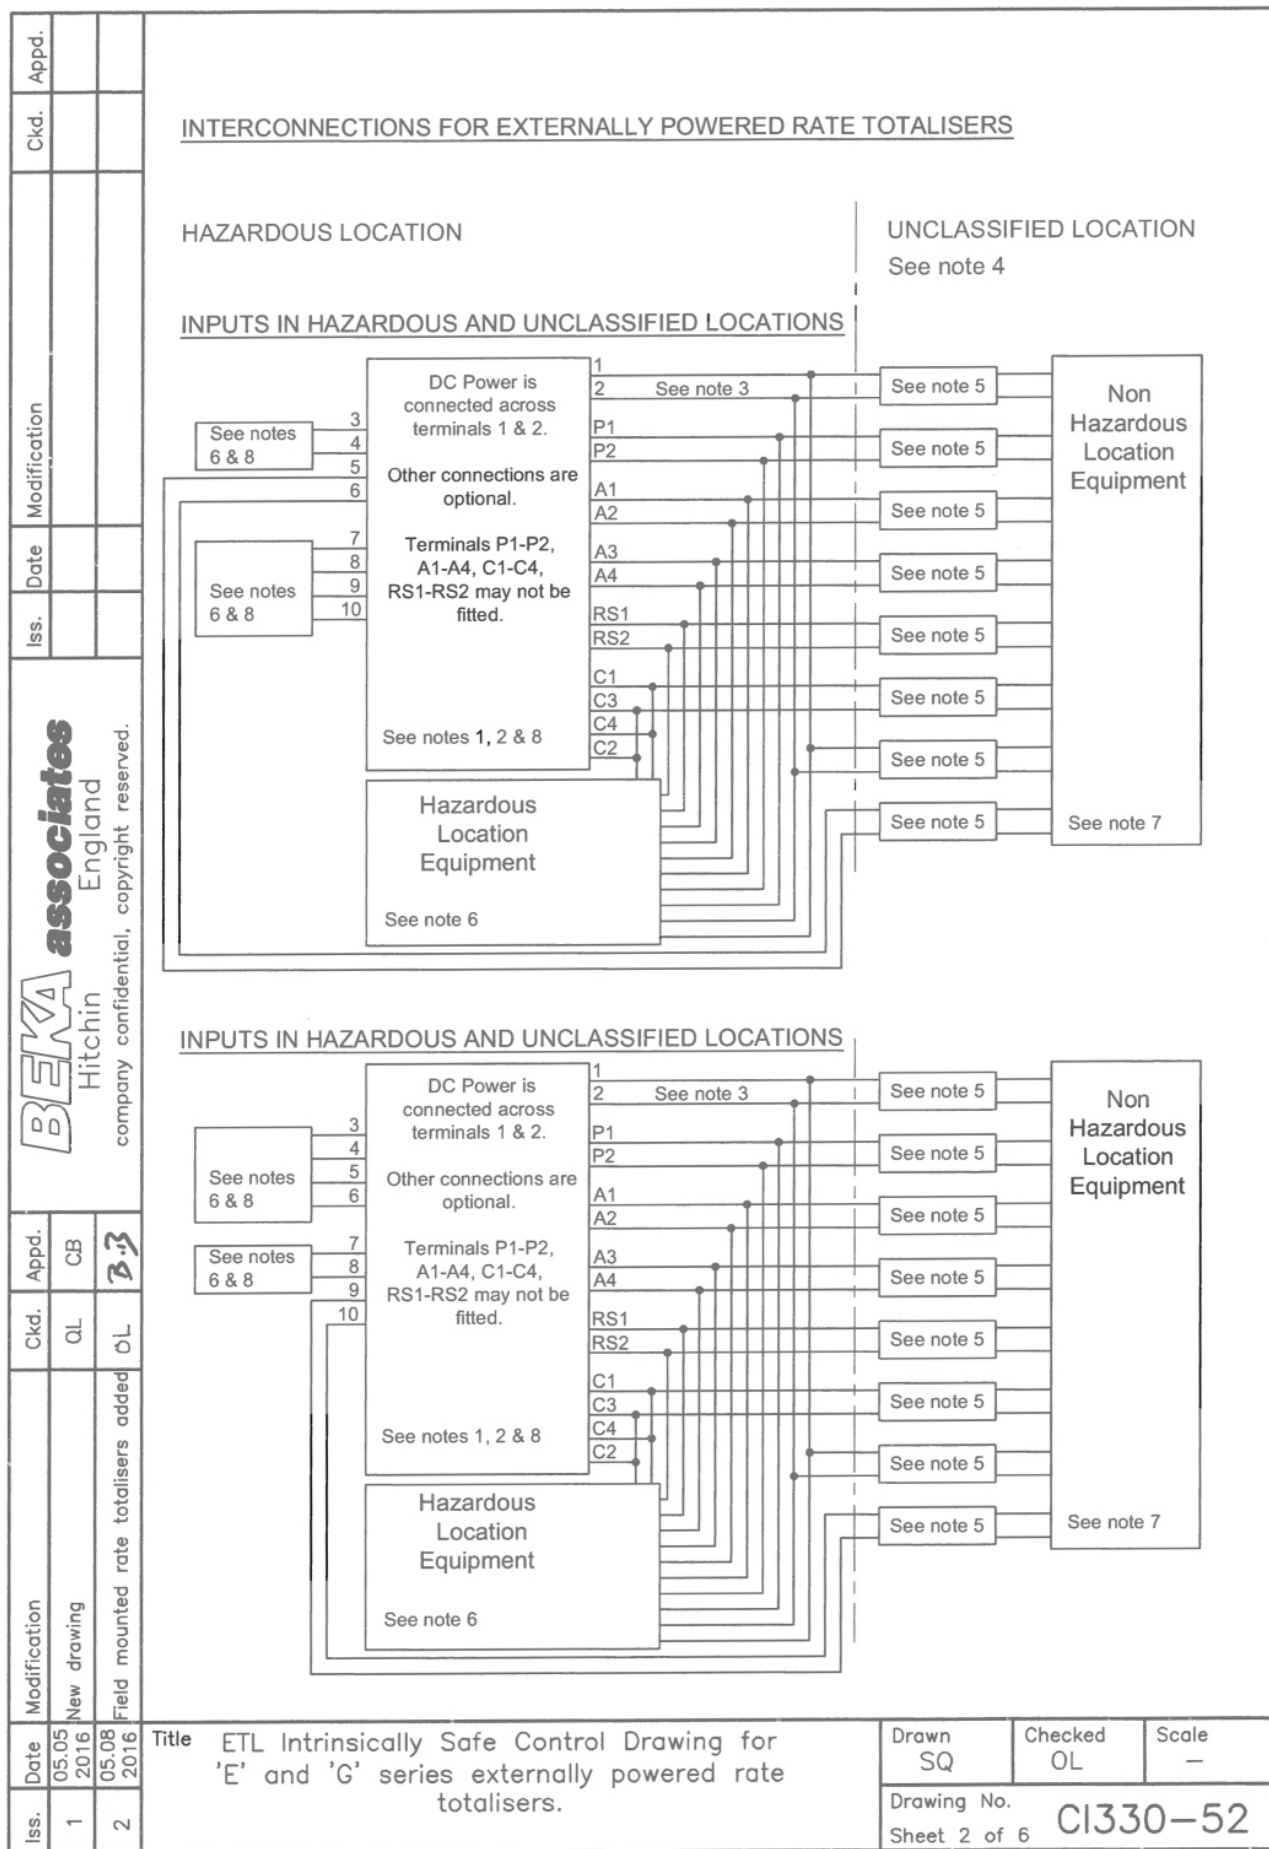 INTERCONNECTIONS FOR EXTERNALLY POWERED RATE TOTALISERS
HAZARDOUS LOCATION
UNCLASSIFIED LOCATION
See note 4
INPUTS IN HAZARDOUS AND UNCLASSIFIED LOCATIONS
DC Power is
connected across
terminals 1 & 2.
Other connections are
optional.
Terminals P1-P2,
A1-A4, C1-C4,
RS1-RS2 may not be
fitted.
See notes 1, 2 & 8
See notes
6 & 8
See notes
6 & 8
3
4
5
6
7
8
9
10
1
2
See note 3
P1
P2
A1
A2
A3
A4
RS1
RS2
C1
C3
C4
C2
See note 5
See note 5
See note 5
See note 5
See note 5
See note 5
See note 5
See note 5
Non
Hazardous
Location
Equipment
See note 7
Hazardous
Location
Equipment
See note 6
INPUTS IN HAZARDOUS AND UNCLASSIFIED LOCATIONS
DC Power is
connected across
terminals 1 & 2.
Other connections are
optional.
Terminals P1-P2,
A1-A4, C1-C4,
RS1-RS2 may not be
fitted.
See notes 1, 2 & 8
See notes
6 & 8
See notes
6 & 8
3
4
5
6
7
8
9
10
1
2
See note 3
P1
P2
A1
A2
A3
A4
RS1
RS2
C1
C3
C4
C2
See note 5
See note 5
See note 5
See note 5
See note 5
See note 5
See note 5
See note 5
Non
Hazardous
Location
Equipment
See note 7
Hazardous
Location
Equipment
See note 6
Iss. Date Modification Ckd. Appd.
BEKA associates
Hitchin England
company confidential, copyright reserved.
Iss. Date Modification Ckd. Appd.
1 05.05 2016 New drawing QL CB
2 05.08 2016 Field mounted rate totalisers added OL B.B
Title ETL Intrinsically Safe Control Drawing for
'E' and 'G' series externally powered rate
totalisers.
Drawn
SQ
Checked
OL
Scale
–
Drawing No.
CI330-52
Sheet 2 of 6